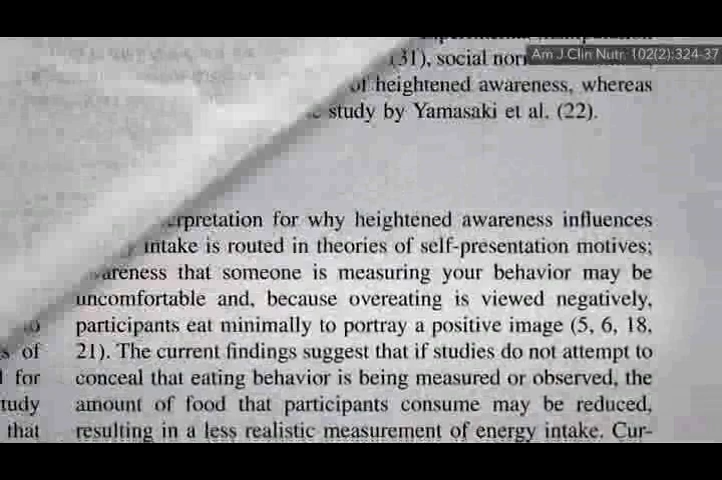 Am J Clin Nutr. 102(2):324-37
(31), social
of heightened awareness, whereas
study by Yamasaki et al. (22).
for why heightened awareness influences
intake is routed in theories of self-presentation motives;
that someone is measuring your behavior may be
uncomfortable and, because overeating is viewed negatively,
participants eat minimally to portray a positive image (5, 6, 18,
21). The current findings suggest that if studies do not attempt to
conceal that eating behavior is being measured or observed, the
amount of food that participants consume may be reduced,
resulting in a less realistic measurement of energy intake. Cur-
to
of
for
tudy
that